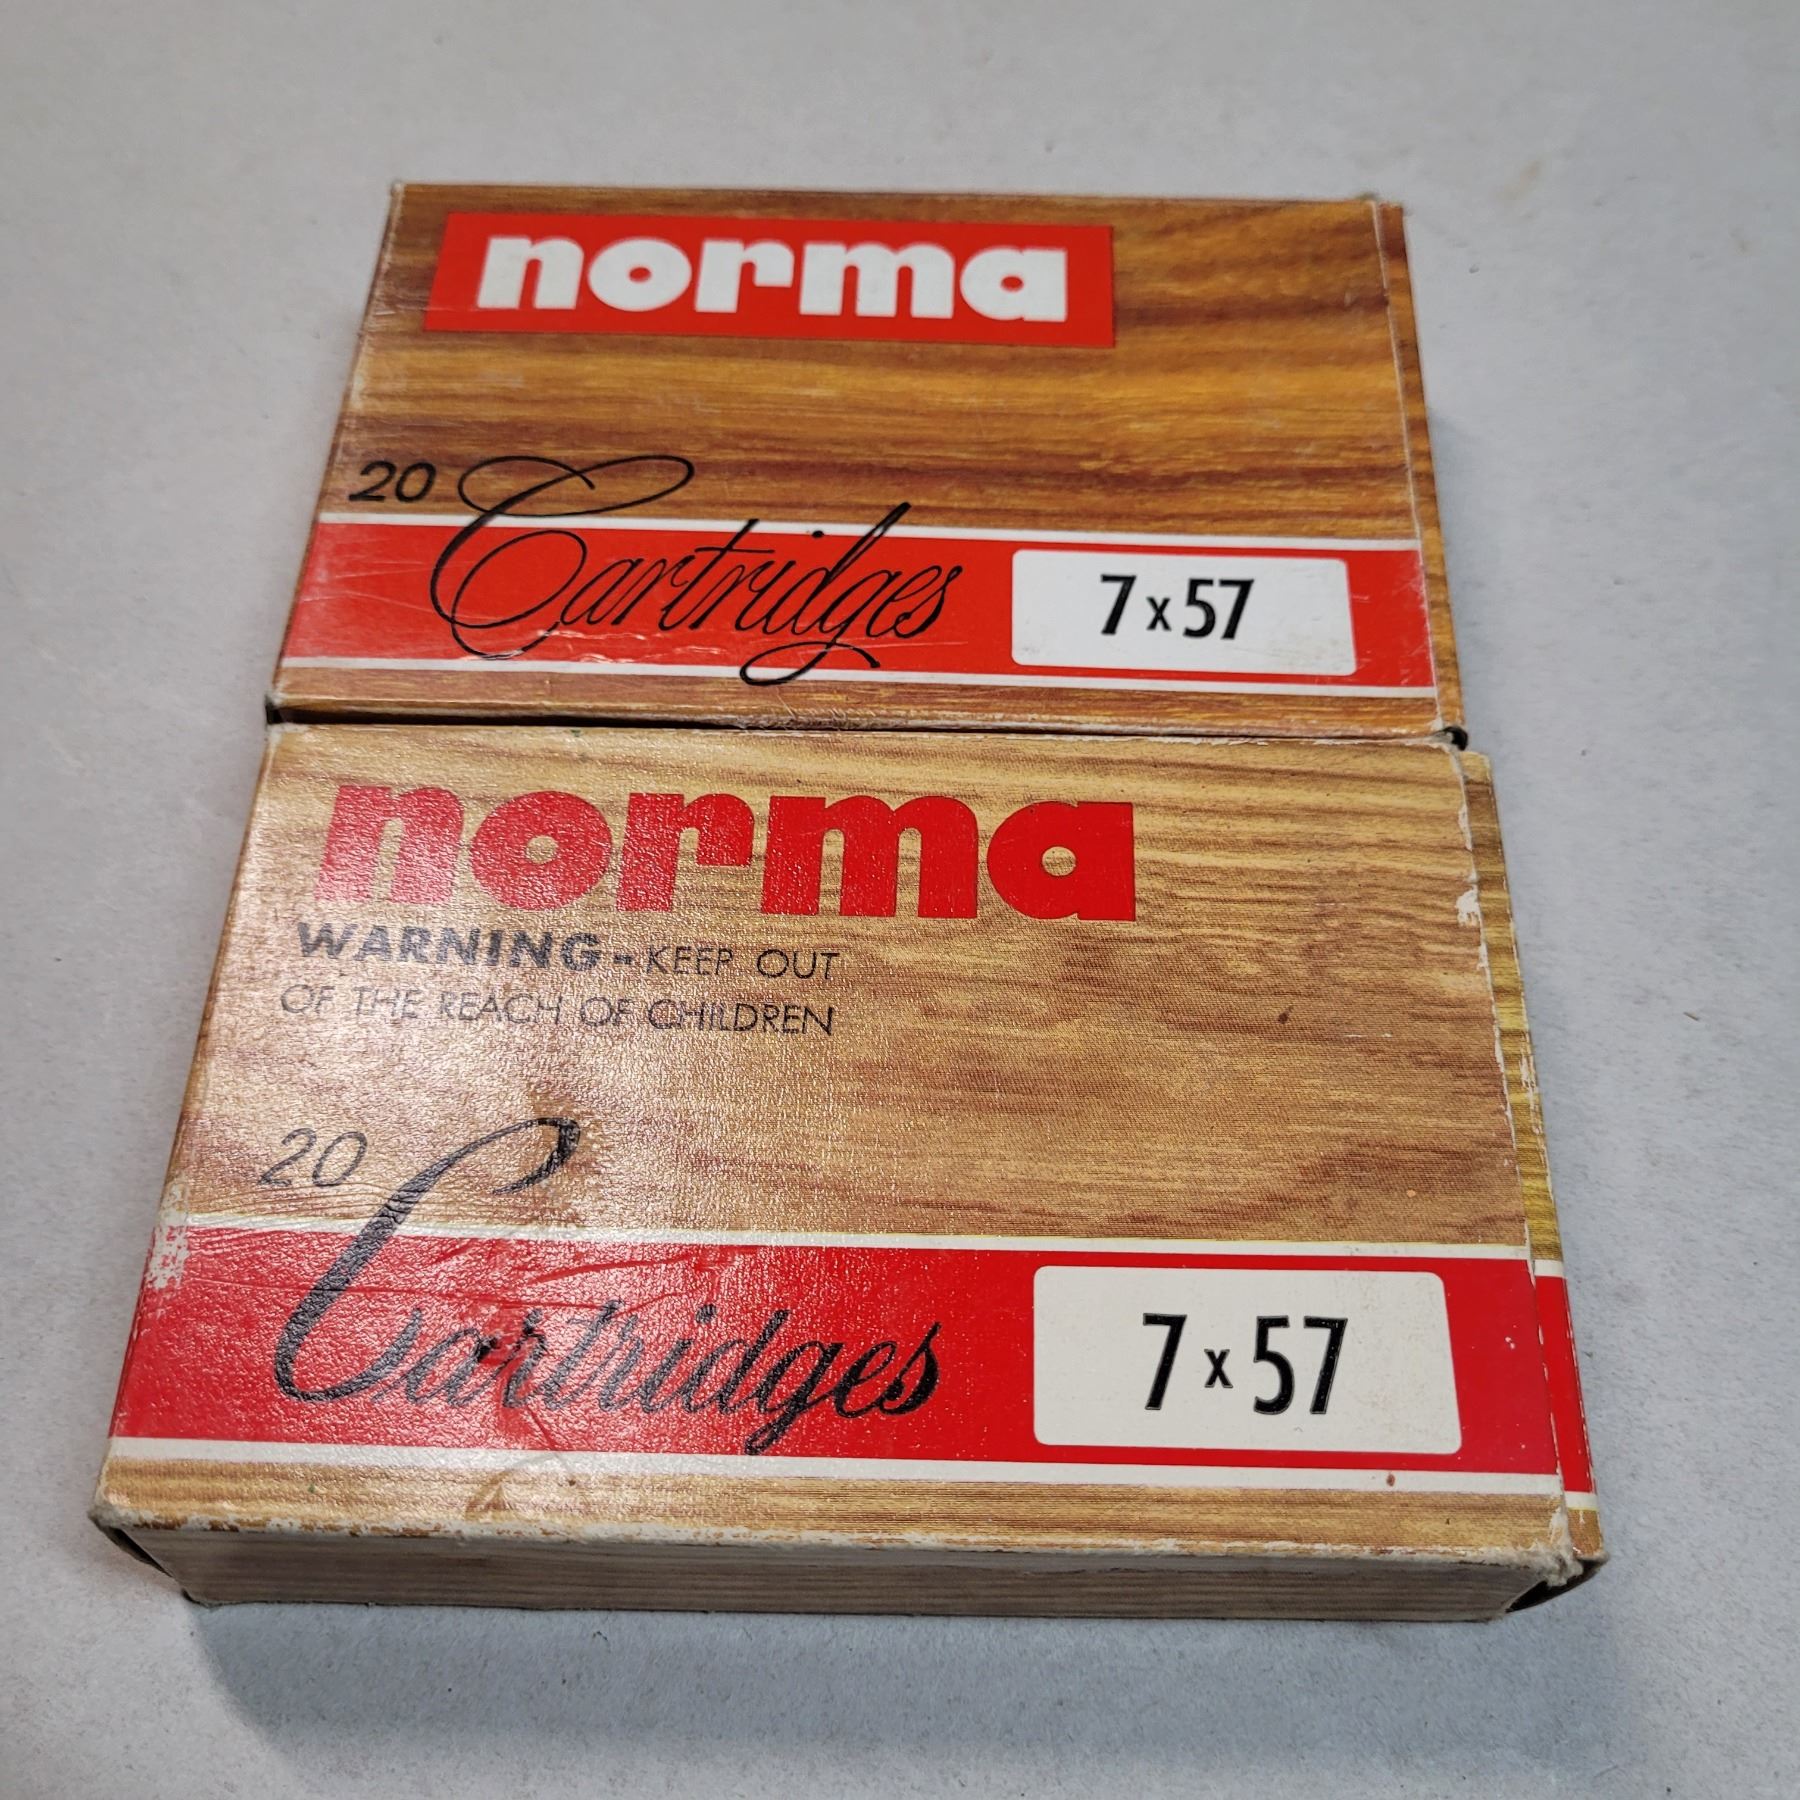 norma
20 Cartridges
7 x 57
norma
WARNING - KEEP OUT
OF THE REACH OF CHILDREN
20 Cartridges
7 x 57